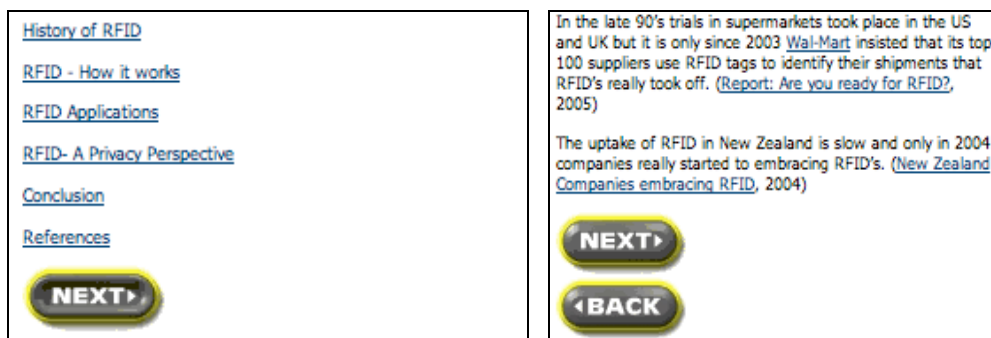 History of RFID
RFID - How it works
RFID Applications
RFID- A Privacy Perspective
Conclusion
References
NEXT
In the late 90's trials in supermarkets took place in the US
and UK but it is only since 2003 Wal-Mart insisted that its top
100 suppliers use RFID tags to identify their shipments that
RFID's really took off. (Report: Are you ready for RFID?,
2005)
The uptake of RFID in New Zealand is slow and only in 2004
companies really started to embracing RFID's. (New Zealand
Companies embracing RFID, 2004)
NEXT
BACK